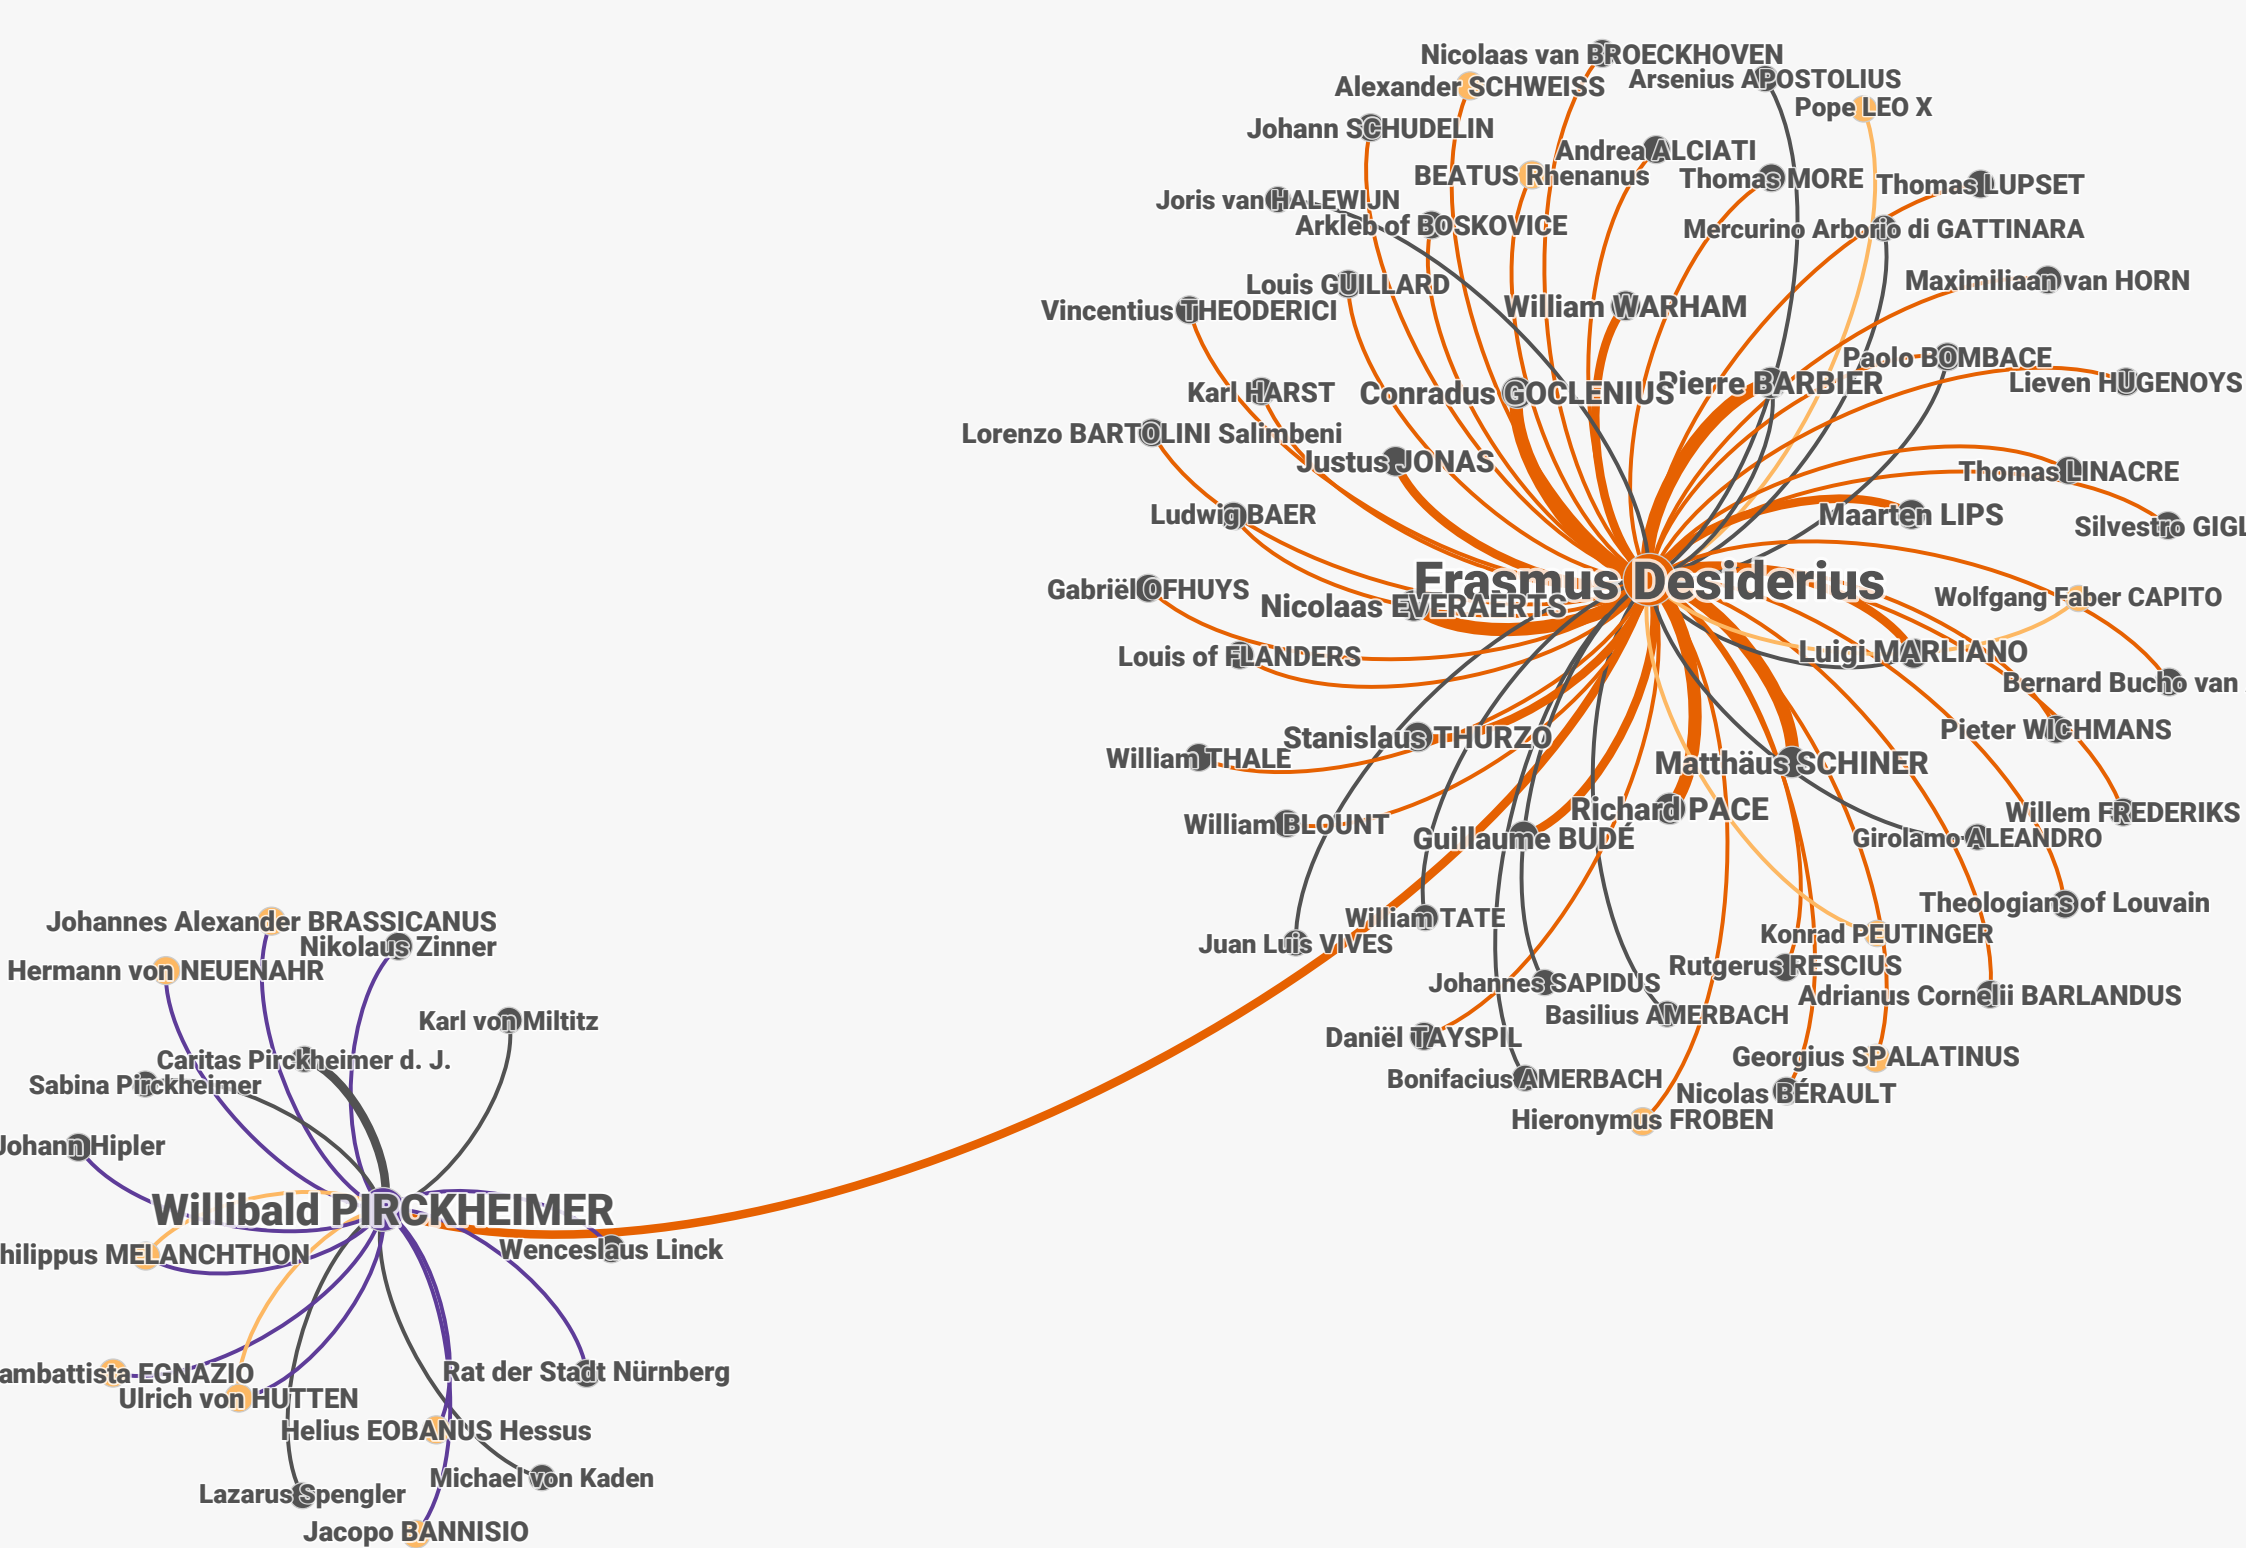 Nicolaas van BROECKHOVEN
Arsenius APOSTOLIUS
Alexander SCHWEISS
Pope LEO X
Johann SCHUDELIN
Andrea ALCIATI
BEATUS Rhenanus
Thomas MORE
Thomas LUPSET
Joris van HALEWIJN
Arkleb of BOSKOVICE
Mercurino Arborio di GATTINARA
Maximiliaan van HORN
Louis GUILLARD
William WARHAM
Vincentius THEODERICI
Paolo BOMBACE
Pierre BARBIER
Lieven HUGENOYS
Karl HARST
Conradus GOCLENIUS
Lorenzo BARTOLINI Salimbeni
Justus JONAS
Thomas LINACRE
Ludwig BAER
Maarten LIPS
Silvestro GIGL
Erasmus Desiderius
Gabriël OFHUYS
Wolfgang Faber CAPITO
Nicolaas EVERAERTS
Louis of FLANDERS
Luigi MARLIANO
Bernard Bucho van
Pieter WICHMANS
Stanislaus THURZO
William THALE
Matthäus SCHINER
Richard PACE
Willem FREDERIKS
William BLOUNT
Guillaume BUDÉ
Girolamo ALEANDRO
Theologians of Louvain
William TATE
Juan Luis VIVES
Konrad PEUTINGER
Rutgerus RESCIUS
Johannes SAPIDUS
Adrianus Cornelii BARLANDUS
Basilius AMERBACH
Daniël TAYSPIL
Georgius SPALATINUS
Bonifacius AMERBACH
Nicolas BÉRAULT
Hieronymus FROBEN
Johannes Alexander BRASSICANUS
Nikolaus Zinner
Hermann von NEUENAHR
Karl von Miltitz
Caritas Pirckheimer d. J.
Sabina Pirckheimer
Johann Hipler
Willibald PIRCKHEIMER
Wenceslaus Linck
hilippus MELANCHTHON
Rat der Stadt Nürnberg
ambattista EGNAZIO
Ulrich von HUTTEN
Helius EOBANUS Hessus
Michael von Kaden
Lazarus Spengler
Jacopo BANNISIO